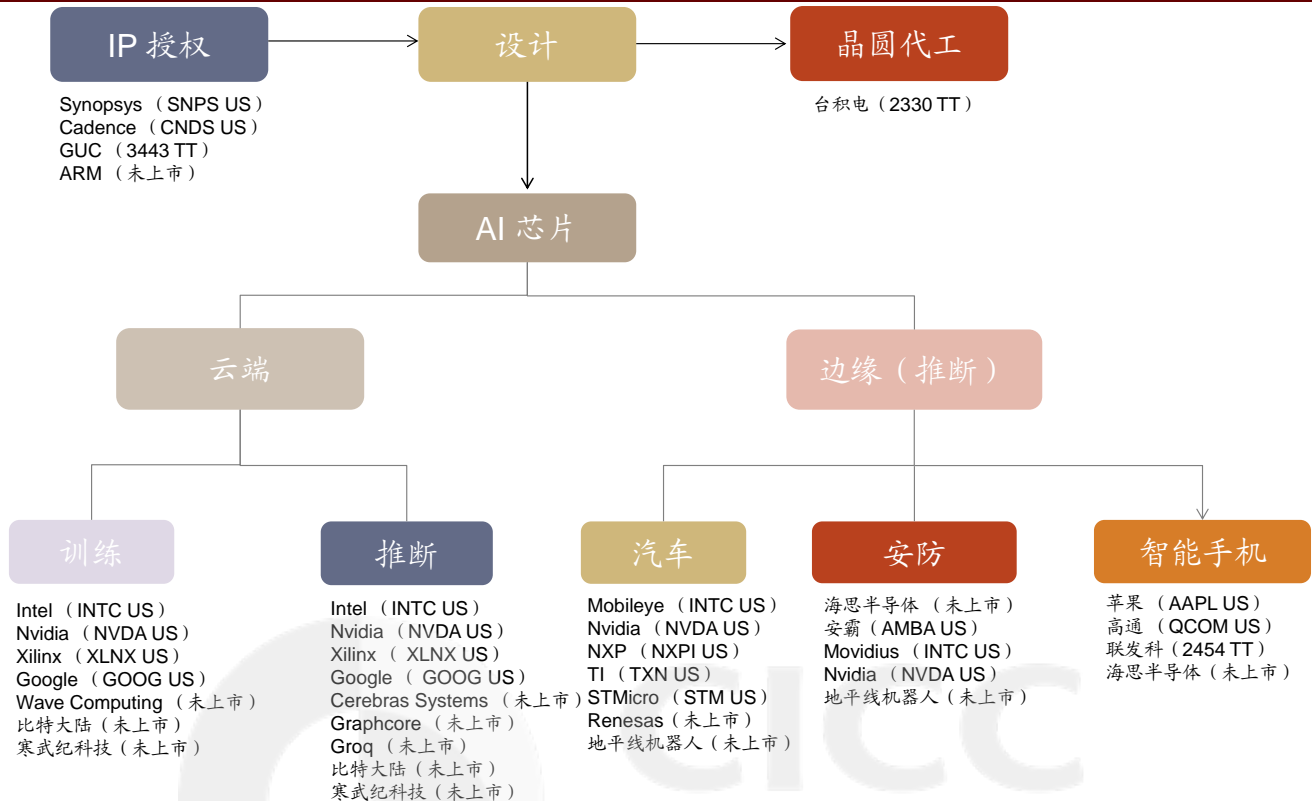 IP 授权
设计
晶圆代工
Synopsys （SNPS US）
Cadence （CNDS US）
GUC （3443 TT）
ARM （未上市）
台积电（2330 TT）
AI 芯片
云端
边缘（推断）
训练
推断
汽车
安防
智能手机
Intel （INTC US）
Nvidia （NVDA US）
Xilinx （XLNX US）
Google （GOOG US）
Wave Computing （未上市）
比特大陆（未上市）
寒武纪科技（未上市）
Intel （INTC US）
Nvidia （NVDA US）
Xilinx （ XLNX US）
Google （ GOOG US）
Cerebras Systems （未上市）
Graphcore （未上市）
Groq （未上市）
比特大陆（未上市）
寒武纪科技（未上市）
Mobileye （INTC US）
Nvidia （NVDA US）
NXP （NXPI US）
TI （TXN US）
STMicro （STM US）
Renesas（未上市）
地平线机器人（未上市）
海思半导体 （未上市）
安霸（AMBA US）
Movidius （INTC US）
Nvidia （NVDA US）
地平线机器人（未上市）
苹果 （AAPL US）
高通 （QCOM US）
联发科（2454 TT）
海思半导体（未上市）
CICC